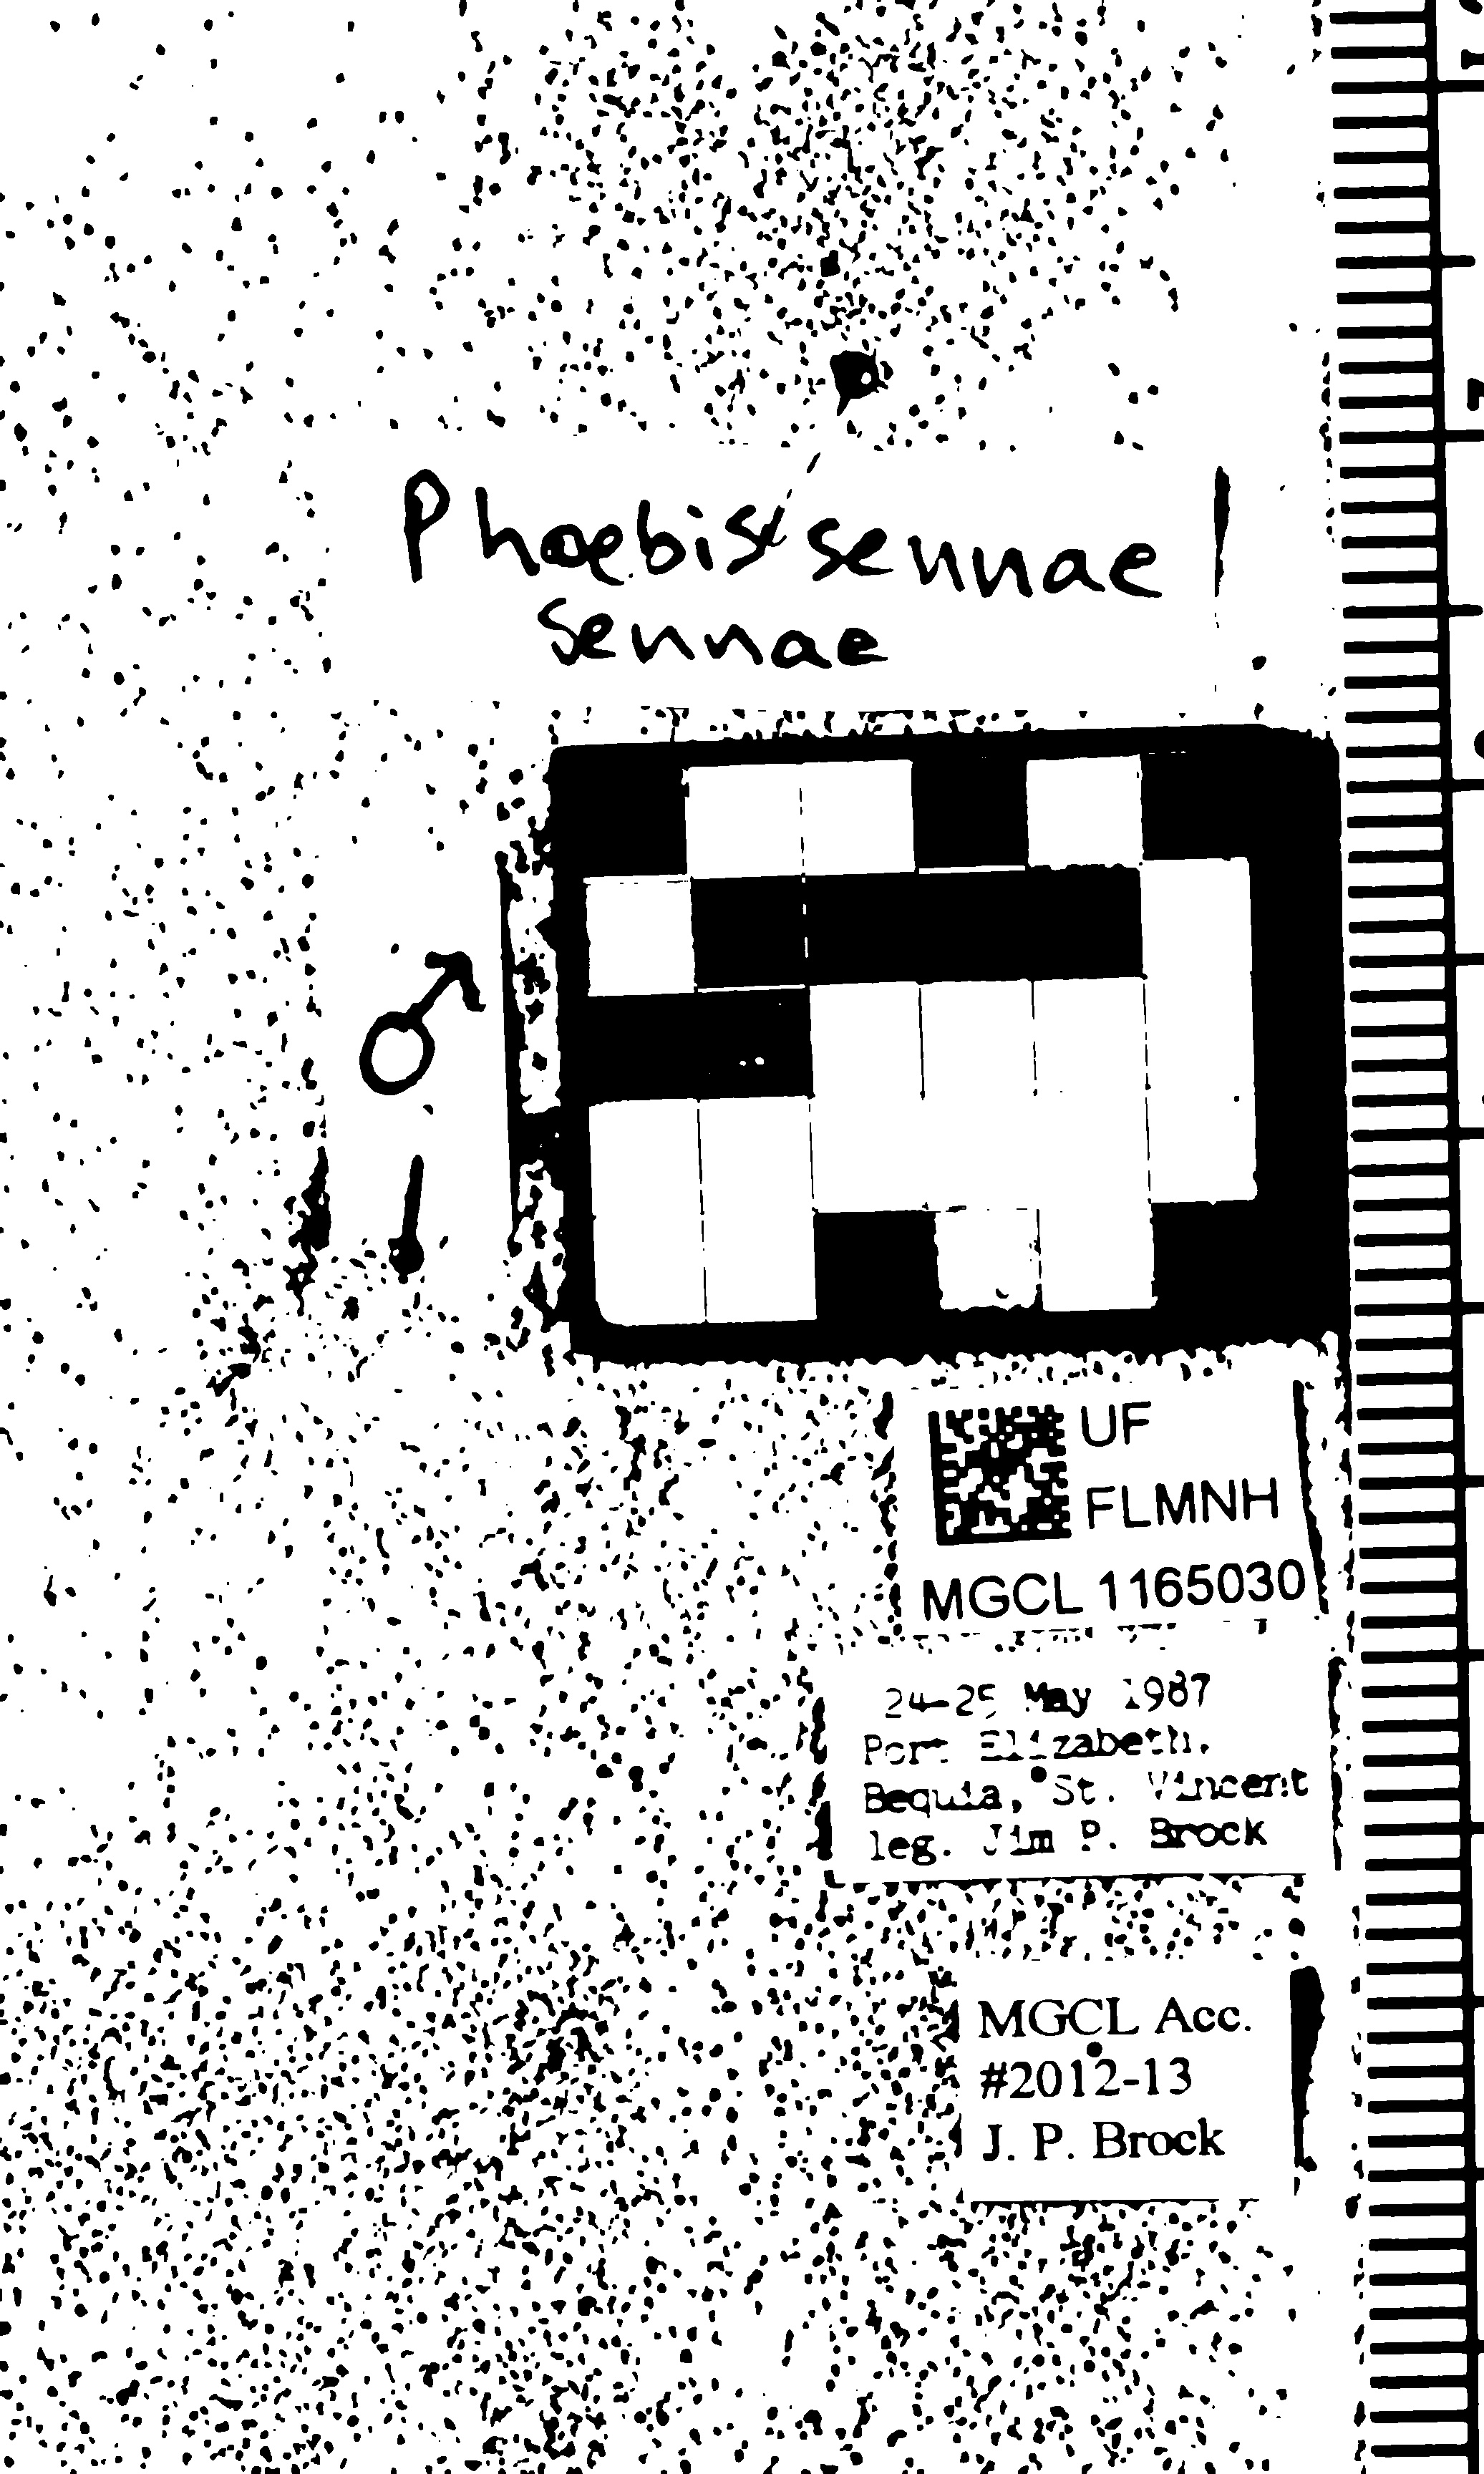 Phoebis sennae
sennae
♂
UF
FLMNH
MGCL 1165030
24-25 May 1987
Port Elizabeth,
Bequia, St. Vincent
leg. Jim P. Brock
MGCL Acc.
#2012-13
J. P. Brock